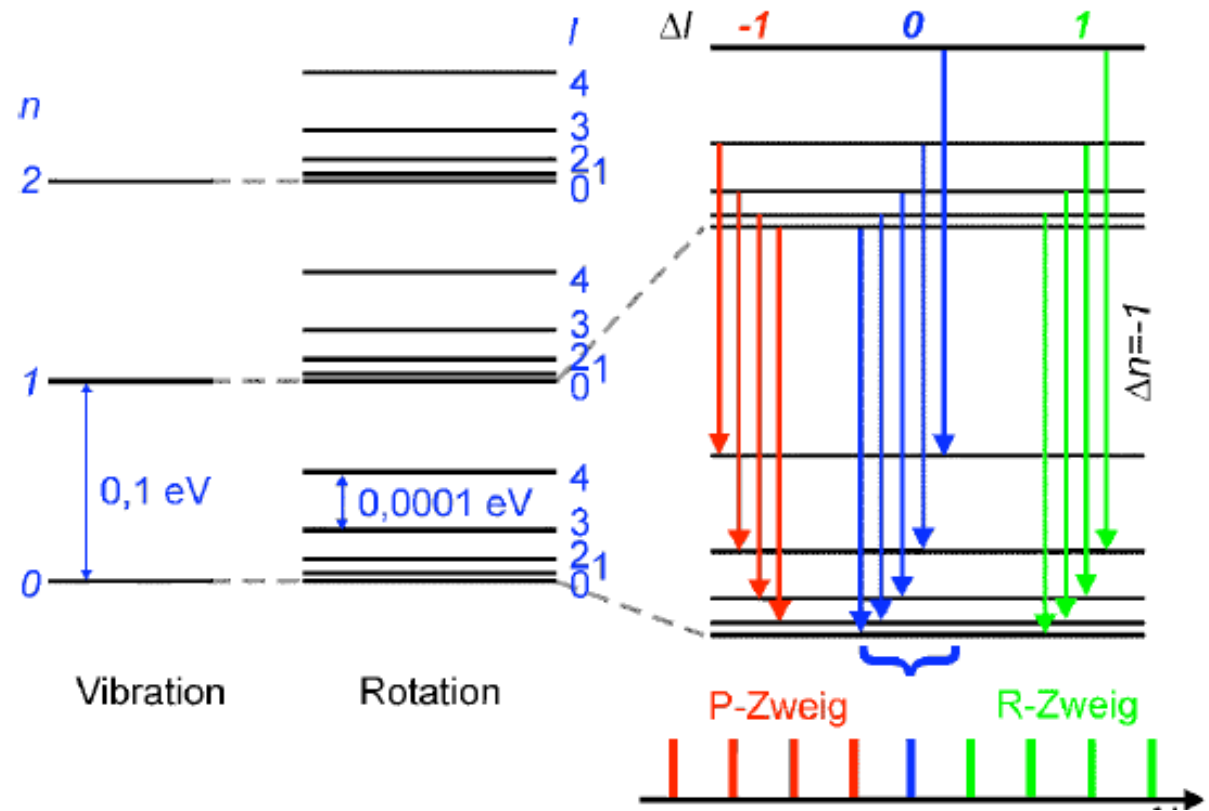 n
2
1
0
0,1 eV
Vibration
l
4
3
2
1
0
4
3
2
1
0
4
3
2
1
0
0,0001 eV
Rotation
Δl -1 0 1
Δn=-1
P-Zweig R-Zweig